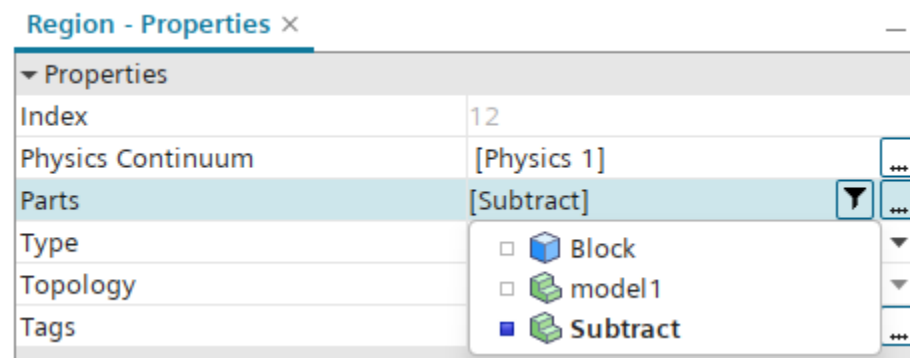 Region - Properties ×
Properties
Index 12
Physics Continuum [Physics 1] ...
Parts [Subtract] ...
Type Block
Topology model1
Tags Subtract ...